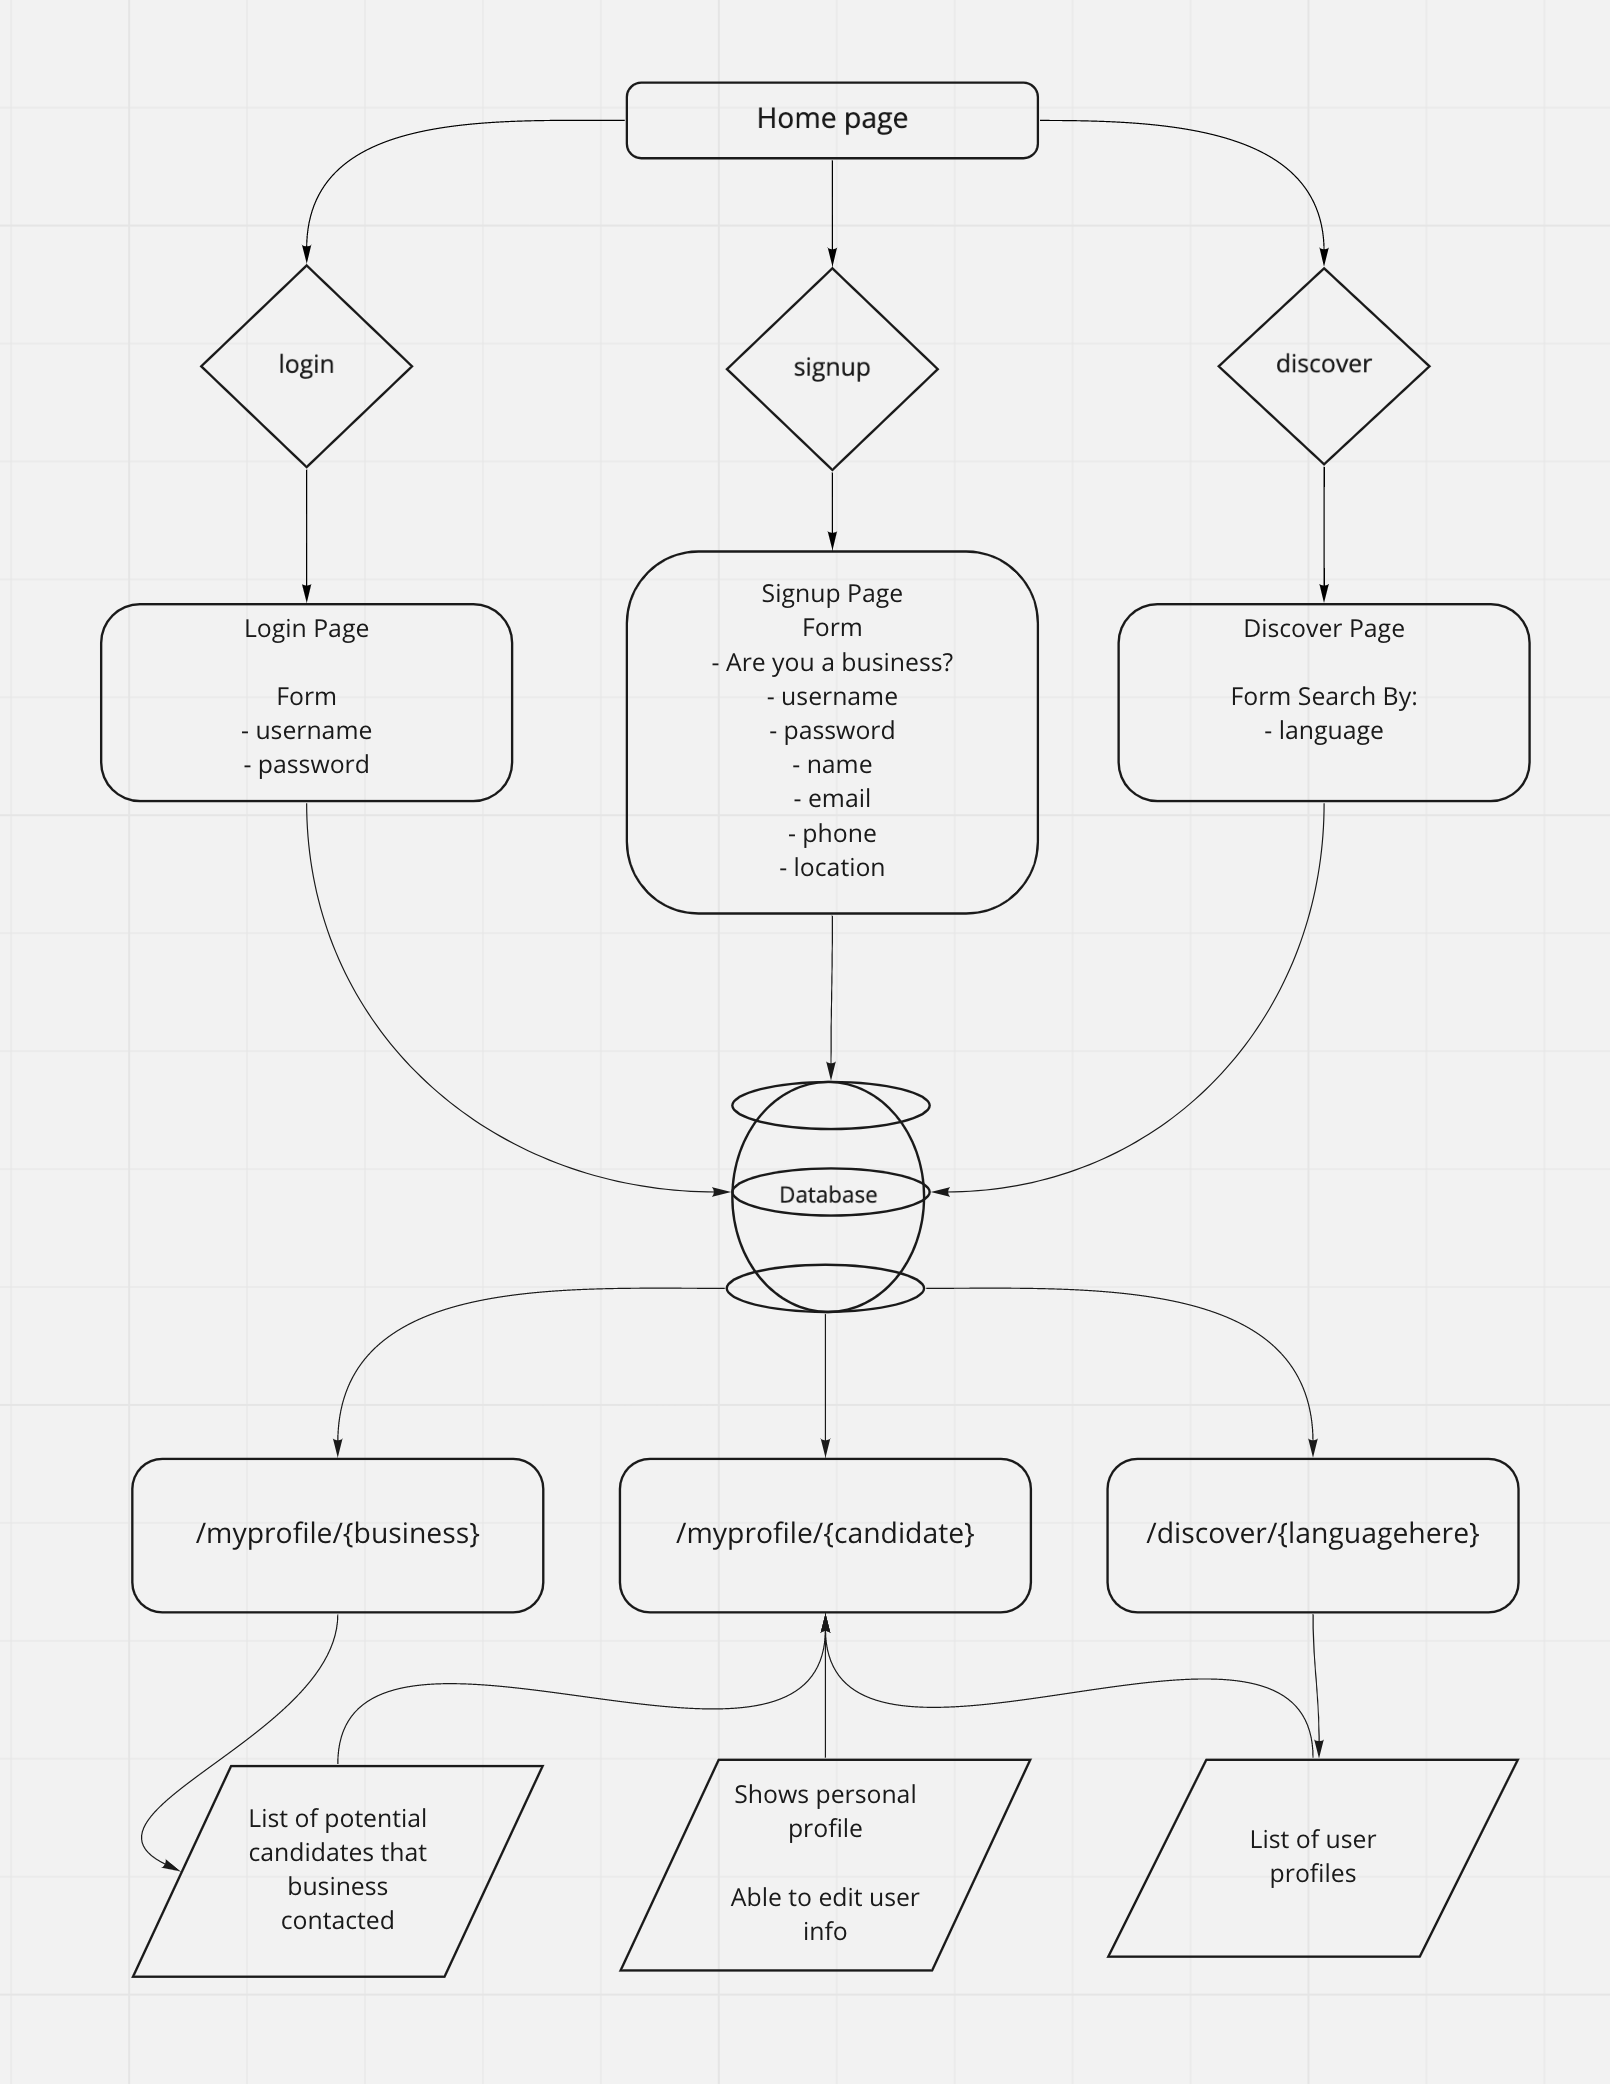 Home page
login
signup
discover
Login Page
Form
- username
- password
Signup Page
Form
- Are you a business?
- username
- password
- name
- email
- phone
- location
Discover Page
Form Search By:
- language
Database
/myprofile/{business}
/myprofile/{candidate}
/discover/{languagehere}
List of potential
candidates that
business
contacted
Shows personal
profile
Able to edit user
info
List of user
profiles